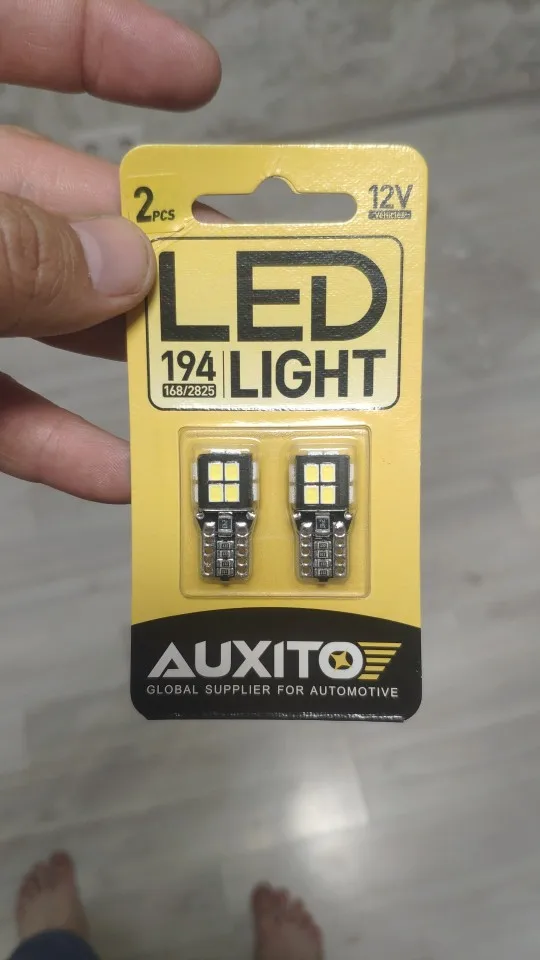 2PCS
12V
Vehicles
LED
194
168/2825
LIGHT
AUXITO
GLOBAL SUPPLIER FOR AUTOMOTIVE